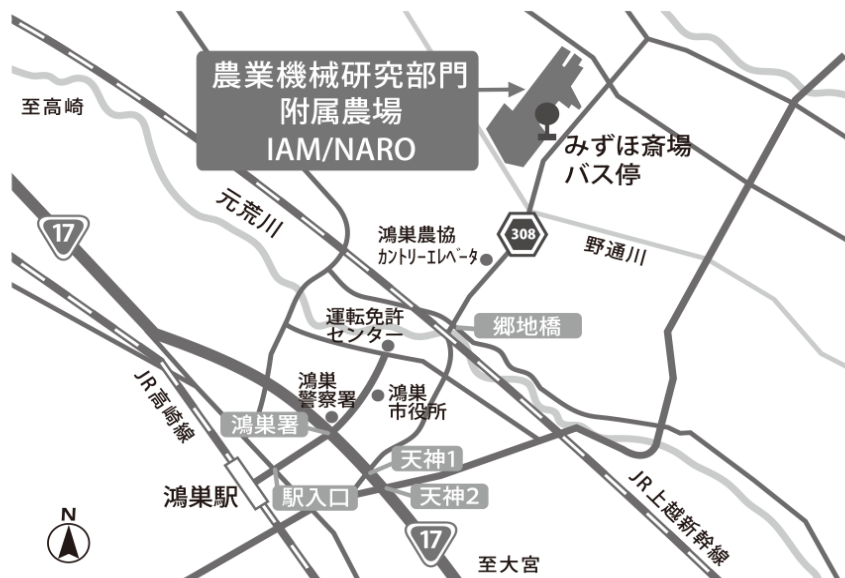 農業機械研究部門
附属農場
IAM/NARO
至高崎
みずほ斎場
バス停
17
元荒川
308
鴻巣農協
カントリーエレベータ
野通川
運転免許
センター
郷地橋
JR高崎線
鴻巣
警察署
鴻巣
市役所
鴻巣署
天神1
鴻巣駅
駅入口
天神2
JR上越新幹線
N
17
至大宮